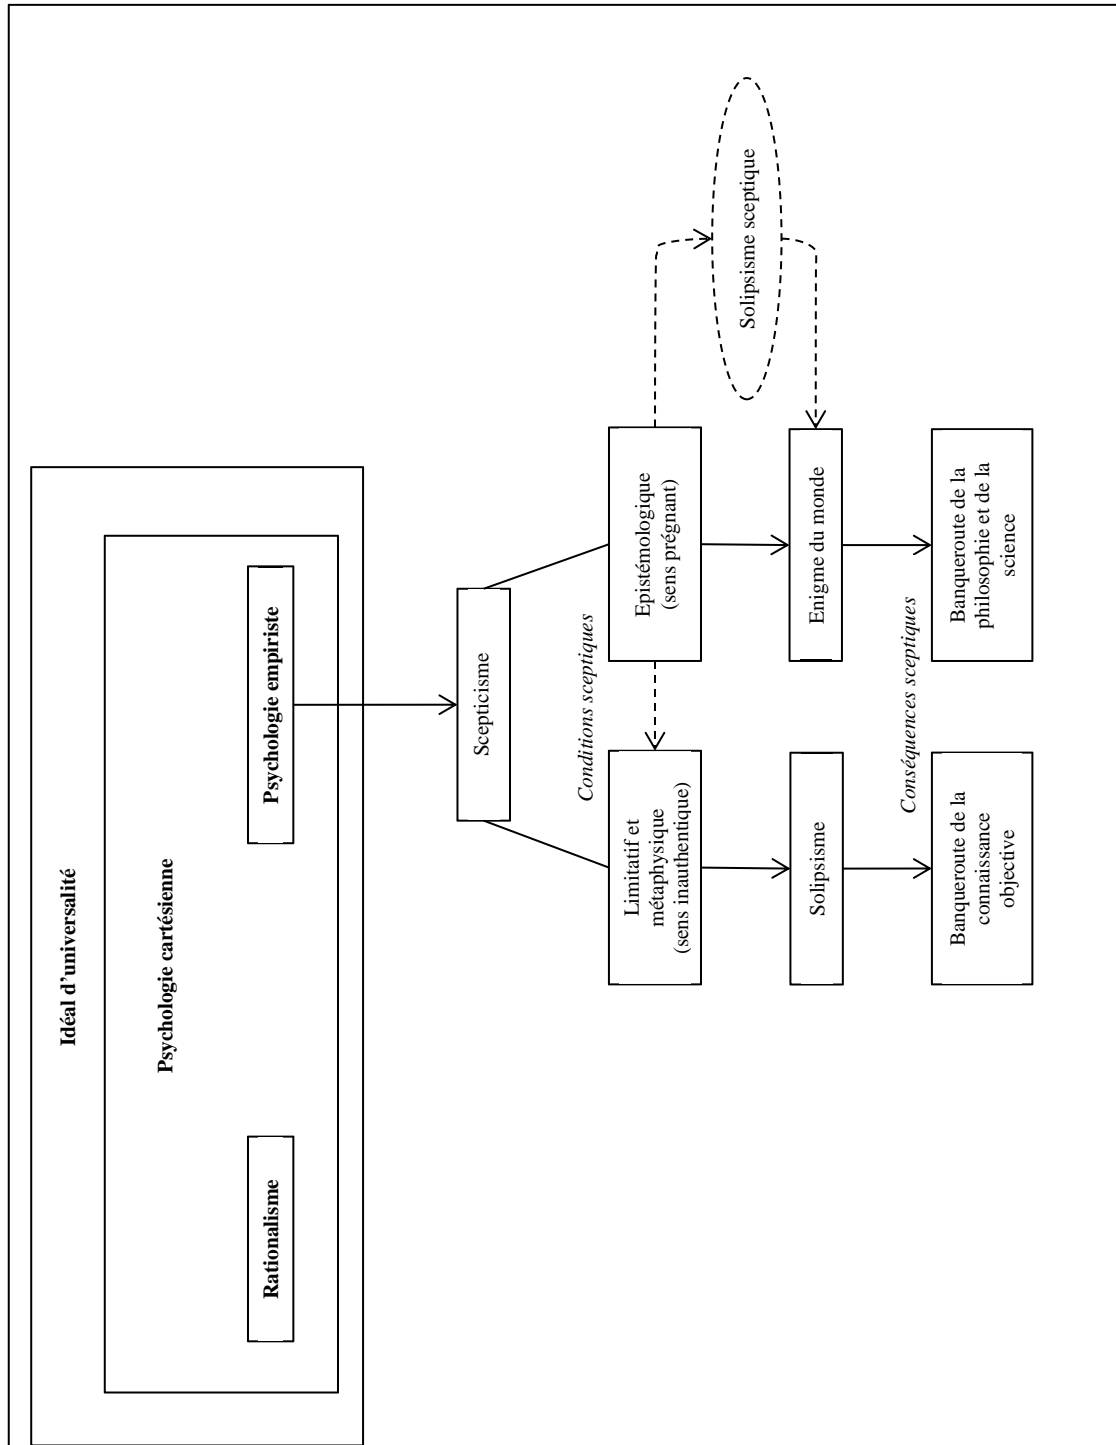 Idéal d'universalité
Psychologie cartésienne
Rationalisme
Psychologie empiriste
Scepticisme
Conditions sceptiques
Limitatif et
métaphysique
(sens inauthentique)
Epistémologique
(sens prégnant)
Solipsisme sceptique
Solipsisme
Enigme du monde
Conséquences sceptiques
Banqueroute de la
connaissance
objective
Banqueroute de la
philosophie et de la
science